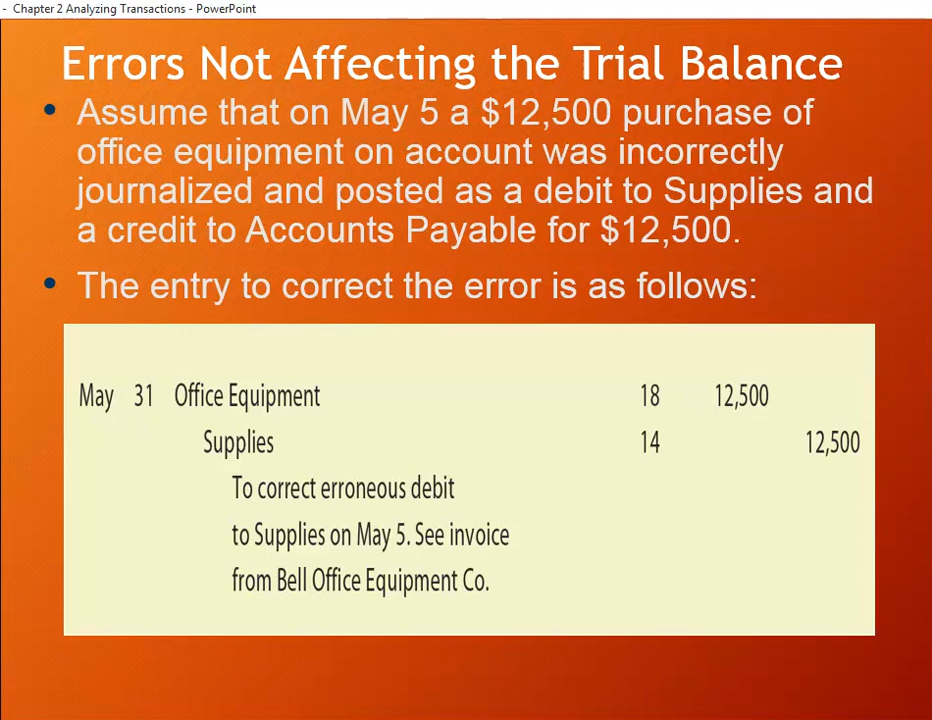 - Chapter 2 Analyzing Transactions - PowerPoint
Errors Not Affecting the Trial Balance
• Assume that on May 5 a $12,500 purchase of
office equipment on account was incorrectly
journalized and posted as a debit to Supplies and
a credit to Accounts Payable for $12,500.
• The entry to correct the error is as follows:
May 31 Office Equipment 18 12,500
Supplies 14 12,500
To correct erroneous debit
to Supplies on May 5. See invoice
from Bell Office Equipment Co.